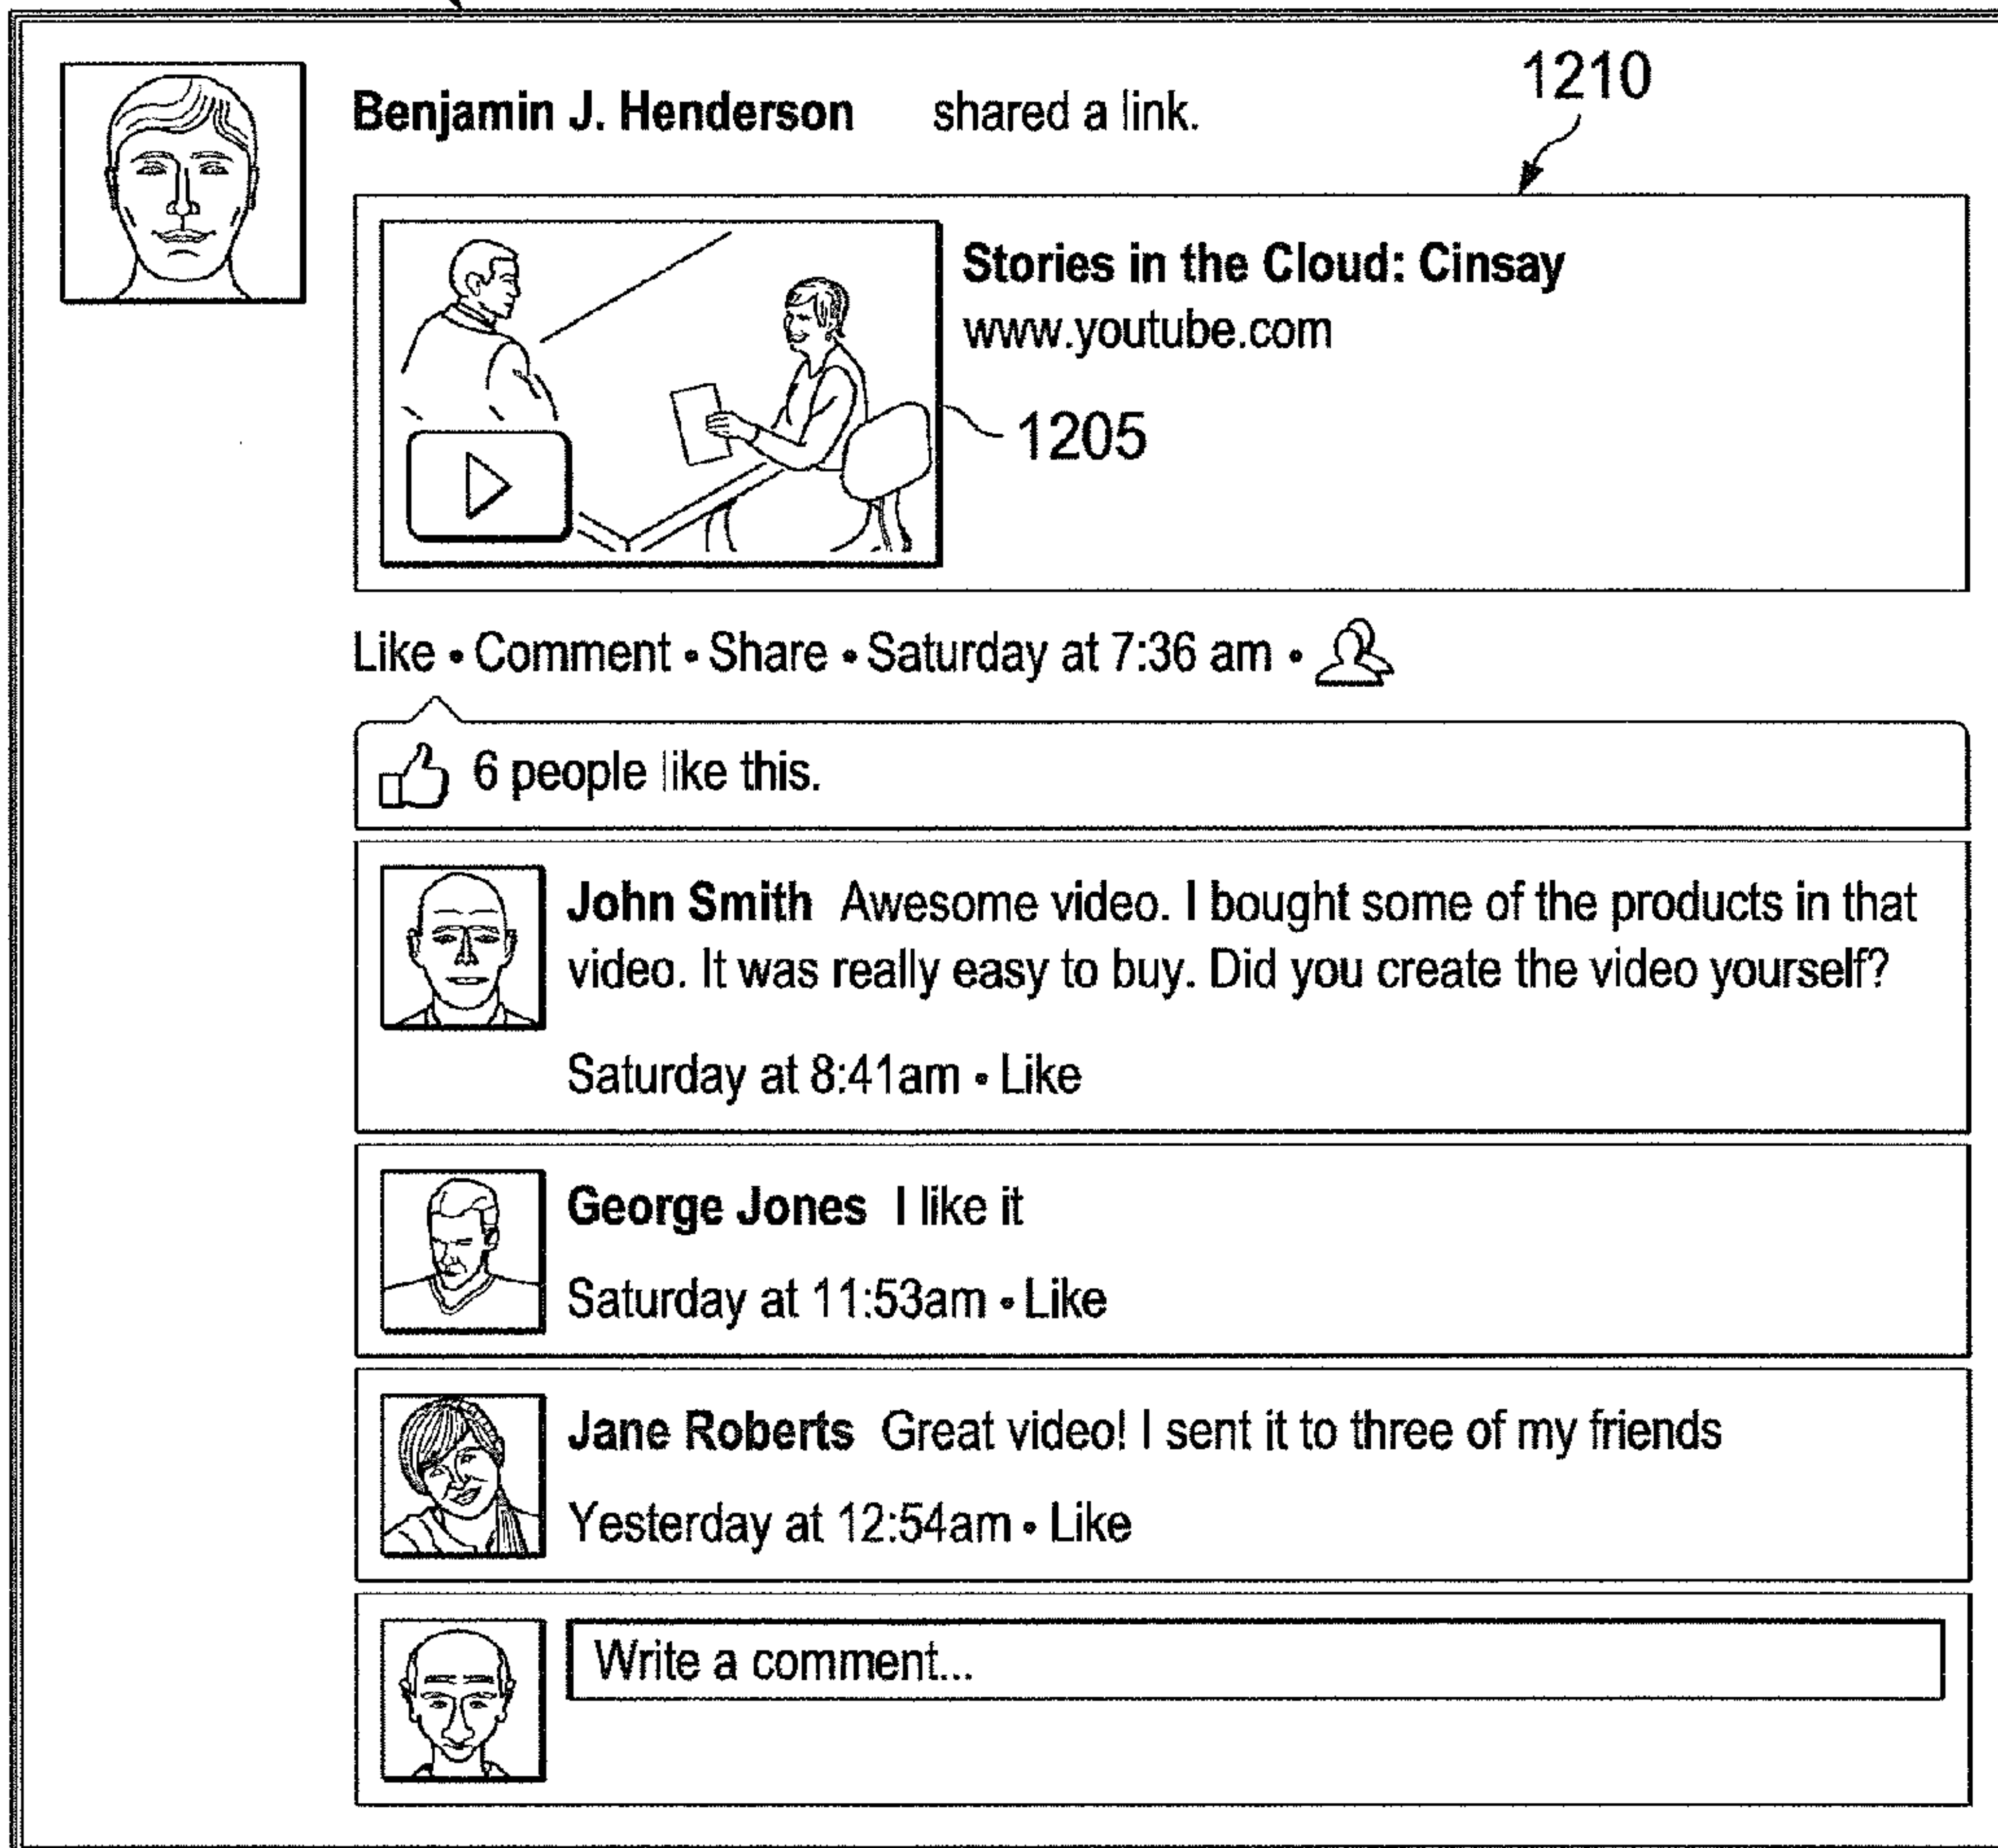 1210
Benjamin J. Henderson shared a link.
Stories in the Cloud: Cinsay
www.youtube.com
1205
Like • Comment • Share • Saturday at 7:36 am •
6 people like this.
John Smith Awesome video. I bought some of the products in that
video. It was really easy to buy. Did you create the video yourself?
Saturday at 8:41am • Like
George Jones I like it
Saturday at 11:53am • Like
Jane Roberts Great video! I sent it to three of my friends
Yesterday at 12:54am • Like
Write a comment...